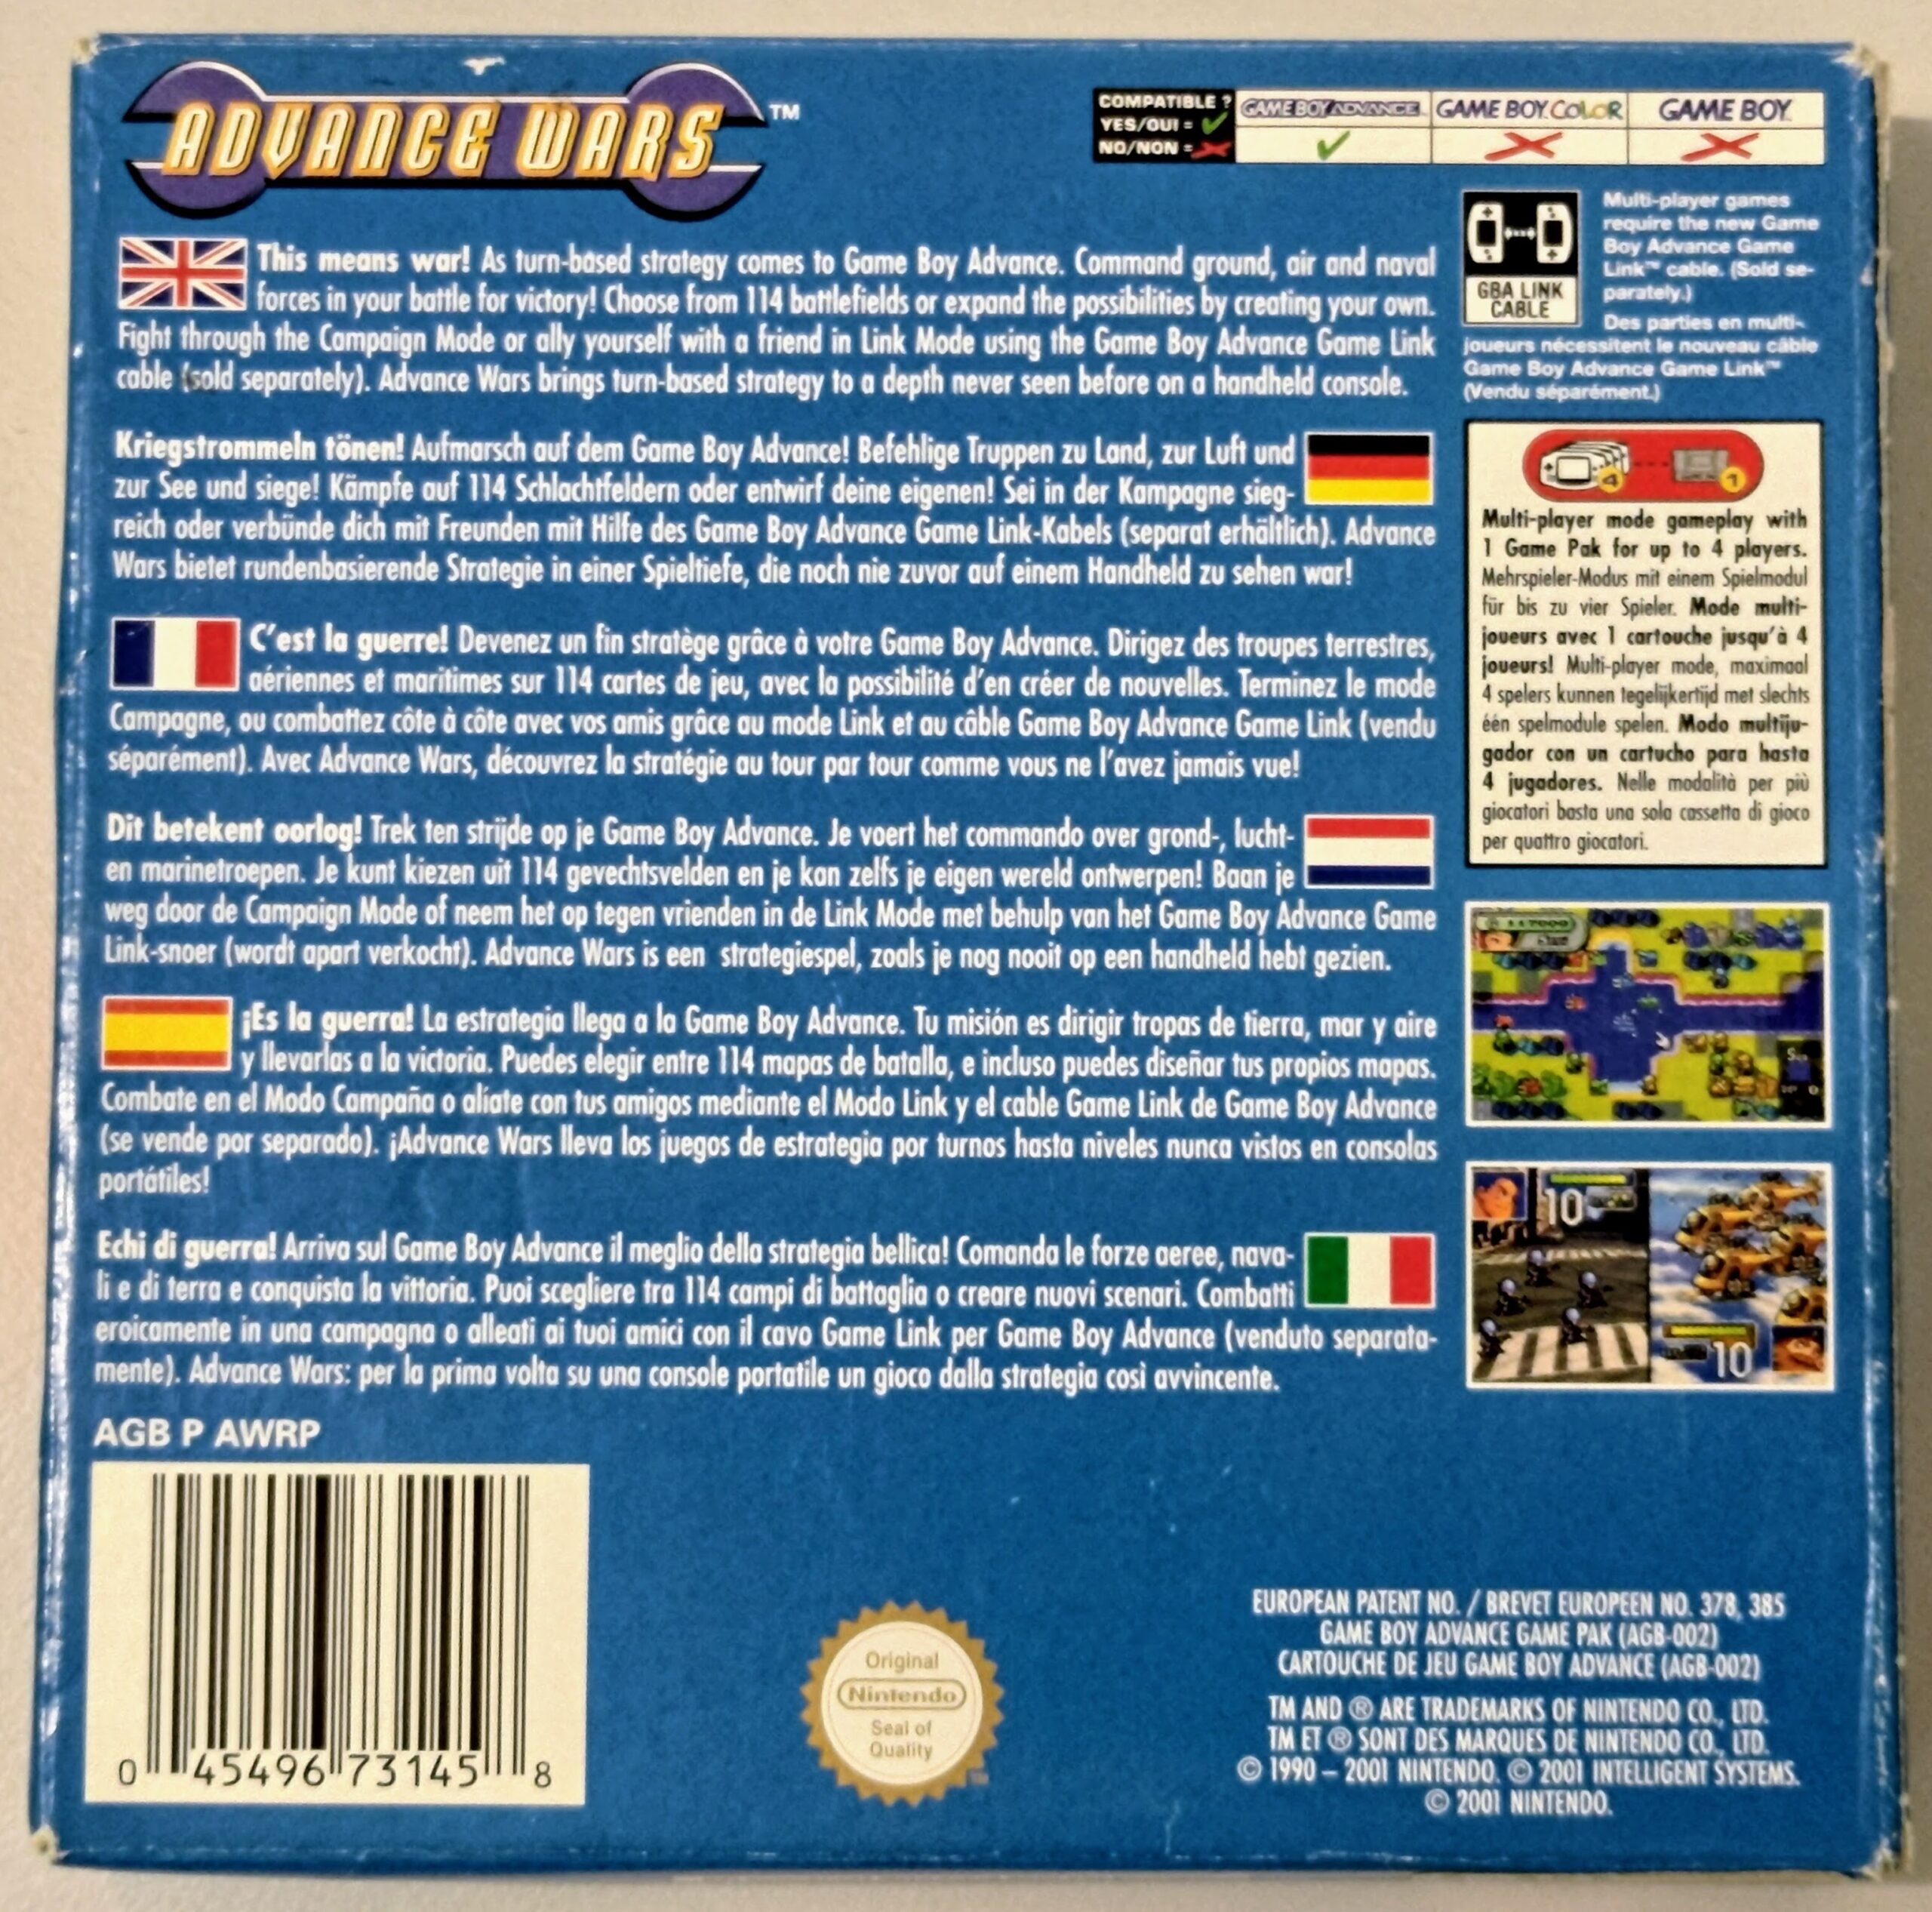 ADVANCE WARS™
COMPATIBLE ?
YES/OUI =
NO/NON =
GAME BOY ADVANCE
GAME BOY COLOR
GAME BOY
This means war! As turn-based strategy comes to Game Boy Advance. Command ground, air and naval
forces in your battle for victory! Choose from 114 battlefields or expand the possibilities by creating your own.
Fight through the Campaign Mode or ally yourself with a friend in Link Mode using the Game Boy Advance Game Link
cable (sold separately). Advance Wars brings turn-based strategy to a depth never seen before on a handheld console.
Kriegstrommeln tönen! Aufmarsch auf dem Game Boy Advance! Befehlige Truppen zu Land, zur Luft und
zur See und siege! Kämpfe auf 114 Schlachtfeldern oder entwirf deine eigenen! Sei in der Kampagne sieg-
reich oder verbünde dich mit Freunden mit Hilfe des Game Boy Advance Game Link-Kabels (separat erhältlich). Advance
Wars bietet rundenbasierende Strategie in einer Spieltiefe, die noch nie zuvor auf einem Handheld zu sehen war!
C'est la guerre! Devenez un fin stratège grâce à votre Game Boy Advance. Dirigez des troupes terrestres,
aériennes et maritimes sur 114 cartes de jeu, avec la possibilité d'en créer de nouvelles. Terminez le mode
Campagne, ou combattez côte à côte avec vos amis grâce au mode Link et au câble Game Boy Advance Game Link (vendu
séparément). Avec Advance Wars, découvrez la stratégie au tour par tour comme vous ne l'avez jamais vue!
Dit betekent oorlog! Trek ten strijde op je Game Boy Advance. Je voert het commando over grond-, lucht-
en marinetroepen. Je kunt kiezen uit 114 gevechtsvelden en je kan zelfs je eigen wereld ontwerpen! Baan je
weg door de Campaign Mode of neem het op tegen vrienden in de Link Mode met behulp van het Game Boy Advance Game
Link-snoer (wordt apart verkocht). Advance Wars is een strategiespel, zoals je nog nooit op een handheld hebt gezien.
¡Es la guerra! La estrategia llega a la Game Boy Advance. Tu misión es dirigir tropas de tierra, mar y aire
y llevarlas a la victoria. Puedes elegir entre 114 mapas de batalla, e incluso puedes diseñar tus propios mapas.
Combate en el Modo Campaña o alíate con tus amigos mediante el Modo Link y el cable Game Link de Game Boy Advance
(se vende por separado). ¡Advance Wars lleva los juegos de estrategia por turnos hasta niveles nunca vistos en consolas
portátiles!
Echi di guerra! Arriva sul Game Boy Advance il meglio della strategia bellica! Comanda le forze aeree, nava-
li e di terra e conquista la vittoria. Puoi scegliere tra 114 campi di battaglia o creare nuovi scenari. Combatti
eroicamente in una campagna o alleati ai tuoi amici con il cavo Game Link per Game Boy Advance (venduto separata-
mente). Advance Wars: per la prima volta su una console portatile un gioco dalla strategia così avvincente.
GBA LINK
CABLE
Multi-player games
require the new Game
Boy Advance Game
Link™ cable. (Sold se-
parately.)
Des parties en multi-
joueurs nécessitent le nouveau câble
Game Boy Advance Game Link™
(Vendu séparément.)
4
1
Multi-player mode gameplay with
1 Game Pak for up to 4 players.
Mehrspieler-Modus mit einem Spielmodul
für bis zu vier Spieler. Mode multi-
joueurs avec 1 cartouche jusqu'à 4
joueurs! Multi-player mode, maximaal
4 spelers kunnen tegelijkertijd met slechts
één spelmodule spelen. Modo multiju-
gador con un cartucho para hasta
4 jugadores. Nelle modalità per più
giocatori basta una sola cassetta di gioco
per quattro giocatori.
10
10
AGB P AWRP
0 45496 73145 8
Original
Nintendo
Seal of
Quality
EUROPEAN PATENT NO. / BREVET EUROPEEN NO. 378, 385
GAME BOY ADVANCE GAME PAK (AGB-002)
CARTOUCHE DE JEU GAME BOY ADVANCE (AGB-002)
TM AND ® ARE TRADEMARKS OF NINTENDO CO., LTD.
TM ET ® SONT DES MARQUES DE NINTENDO CO., LTD.
© 1990 – 2001 NINTENDO. © 2001 INTELLIGENT SYSTEMS.
© 2001 NINTENDO.